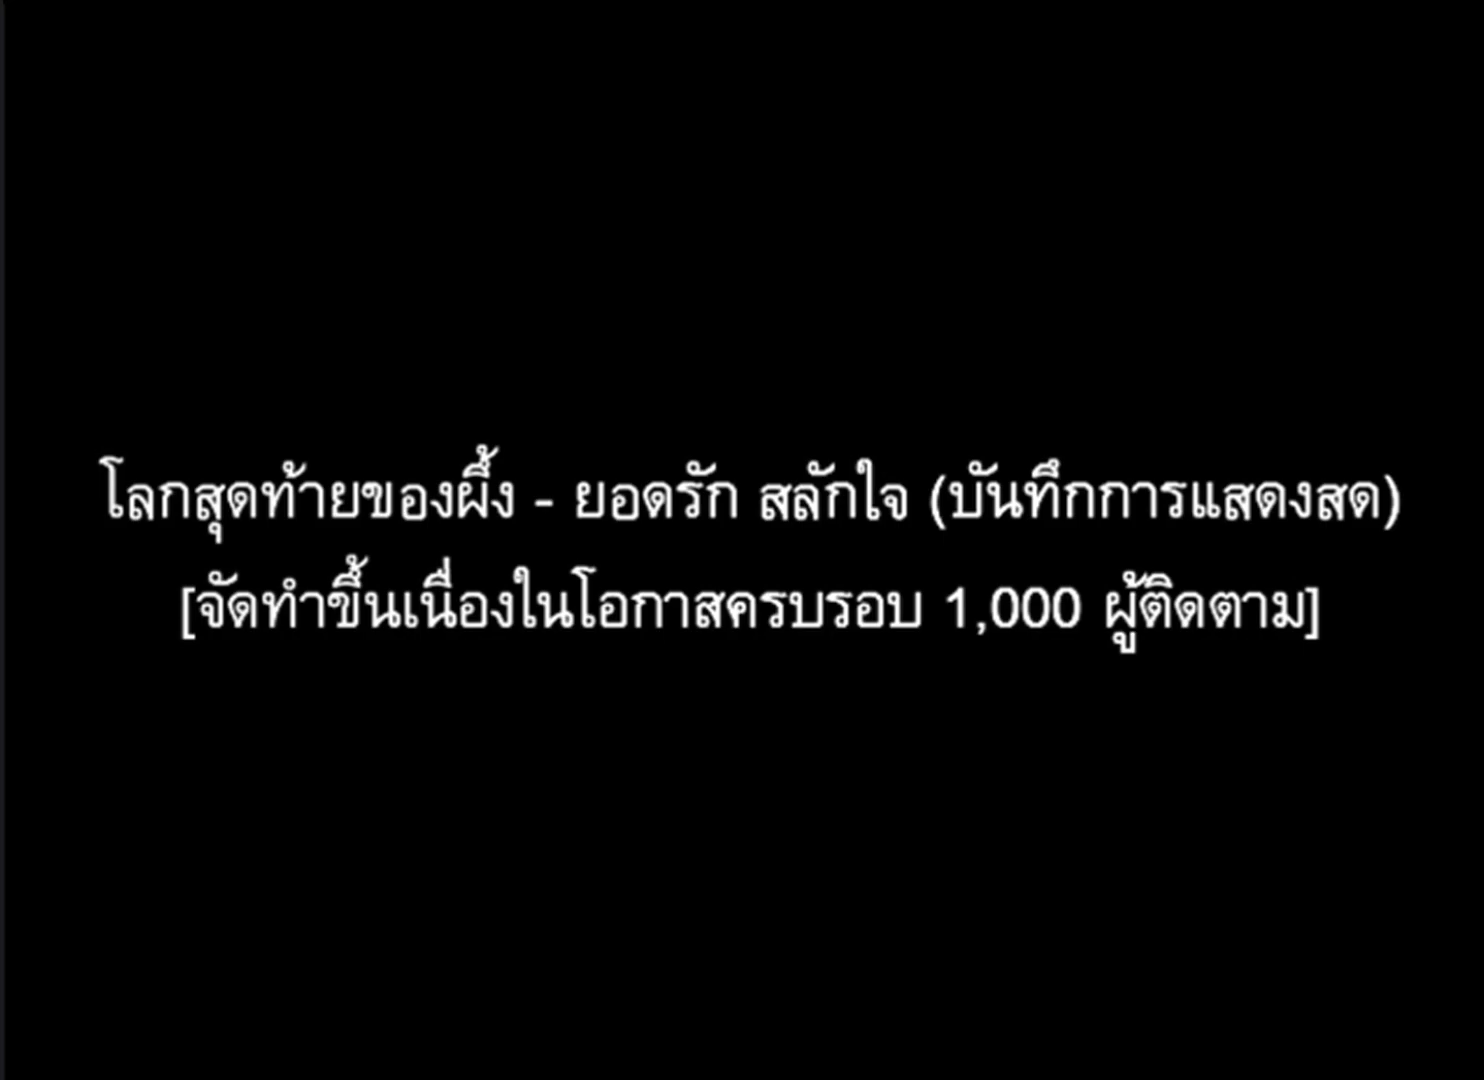 โลกสุดท้ายของผึ้ง - ยอดรัก สลักใจ (บันทึกการแสดงสด)
[จัดทำขึ้นเนื่องในโอกาสครบรอบ 1,000 ผู้ติดตาม]